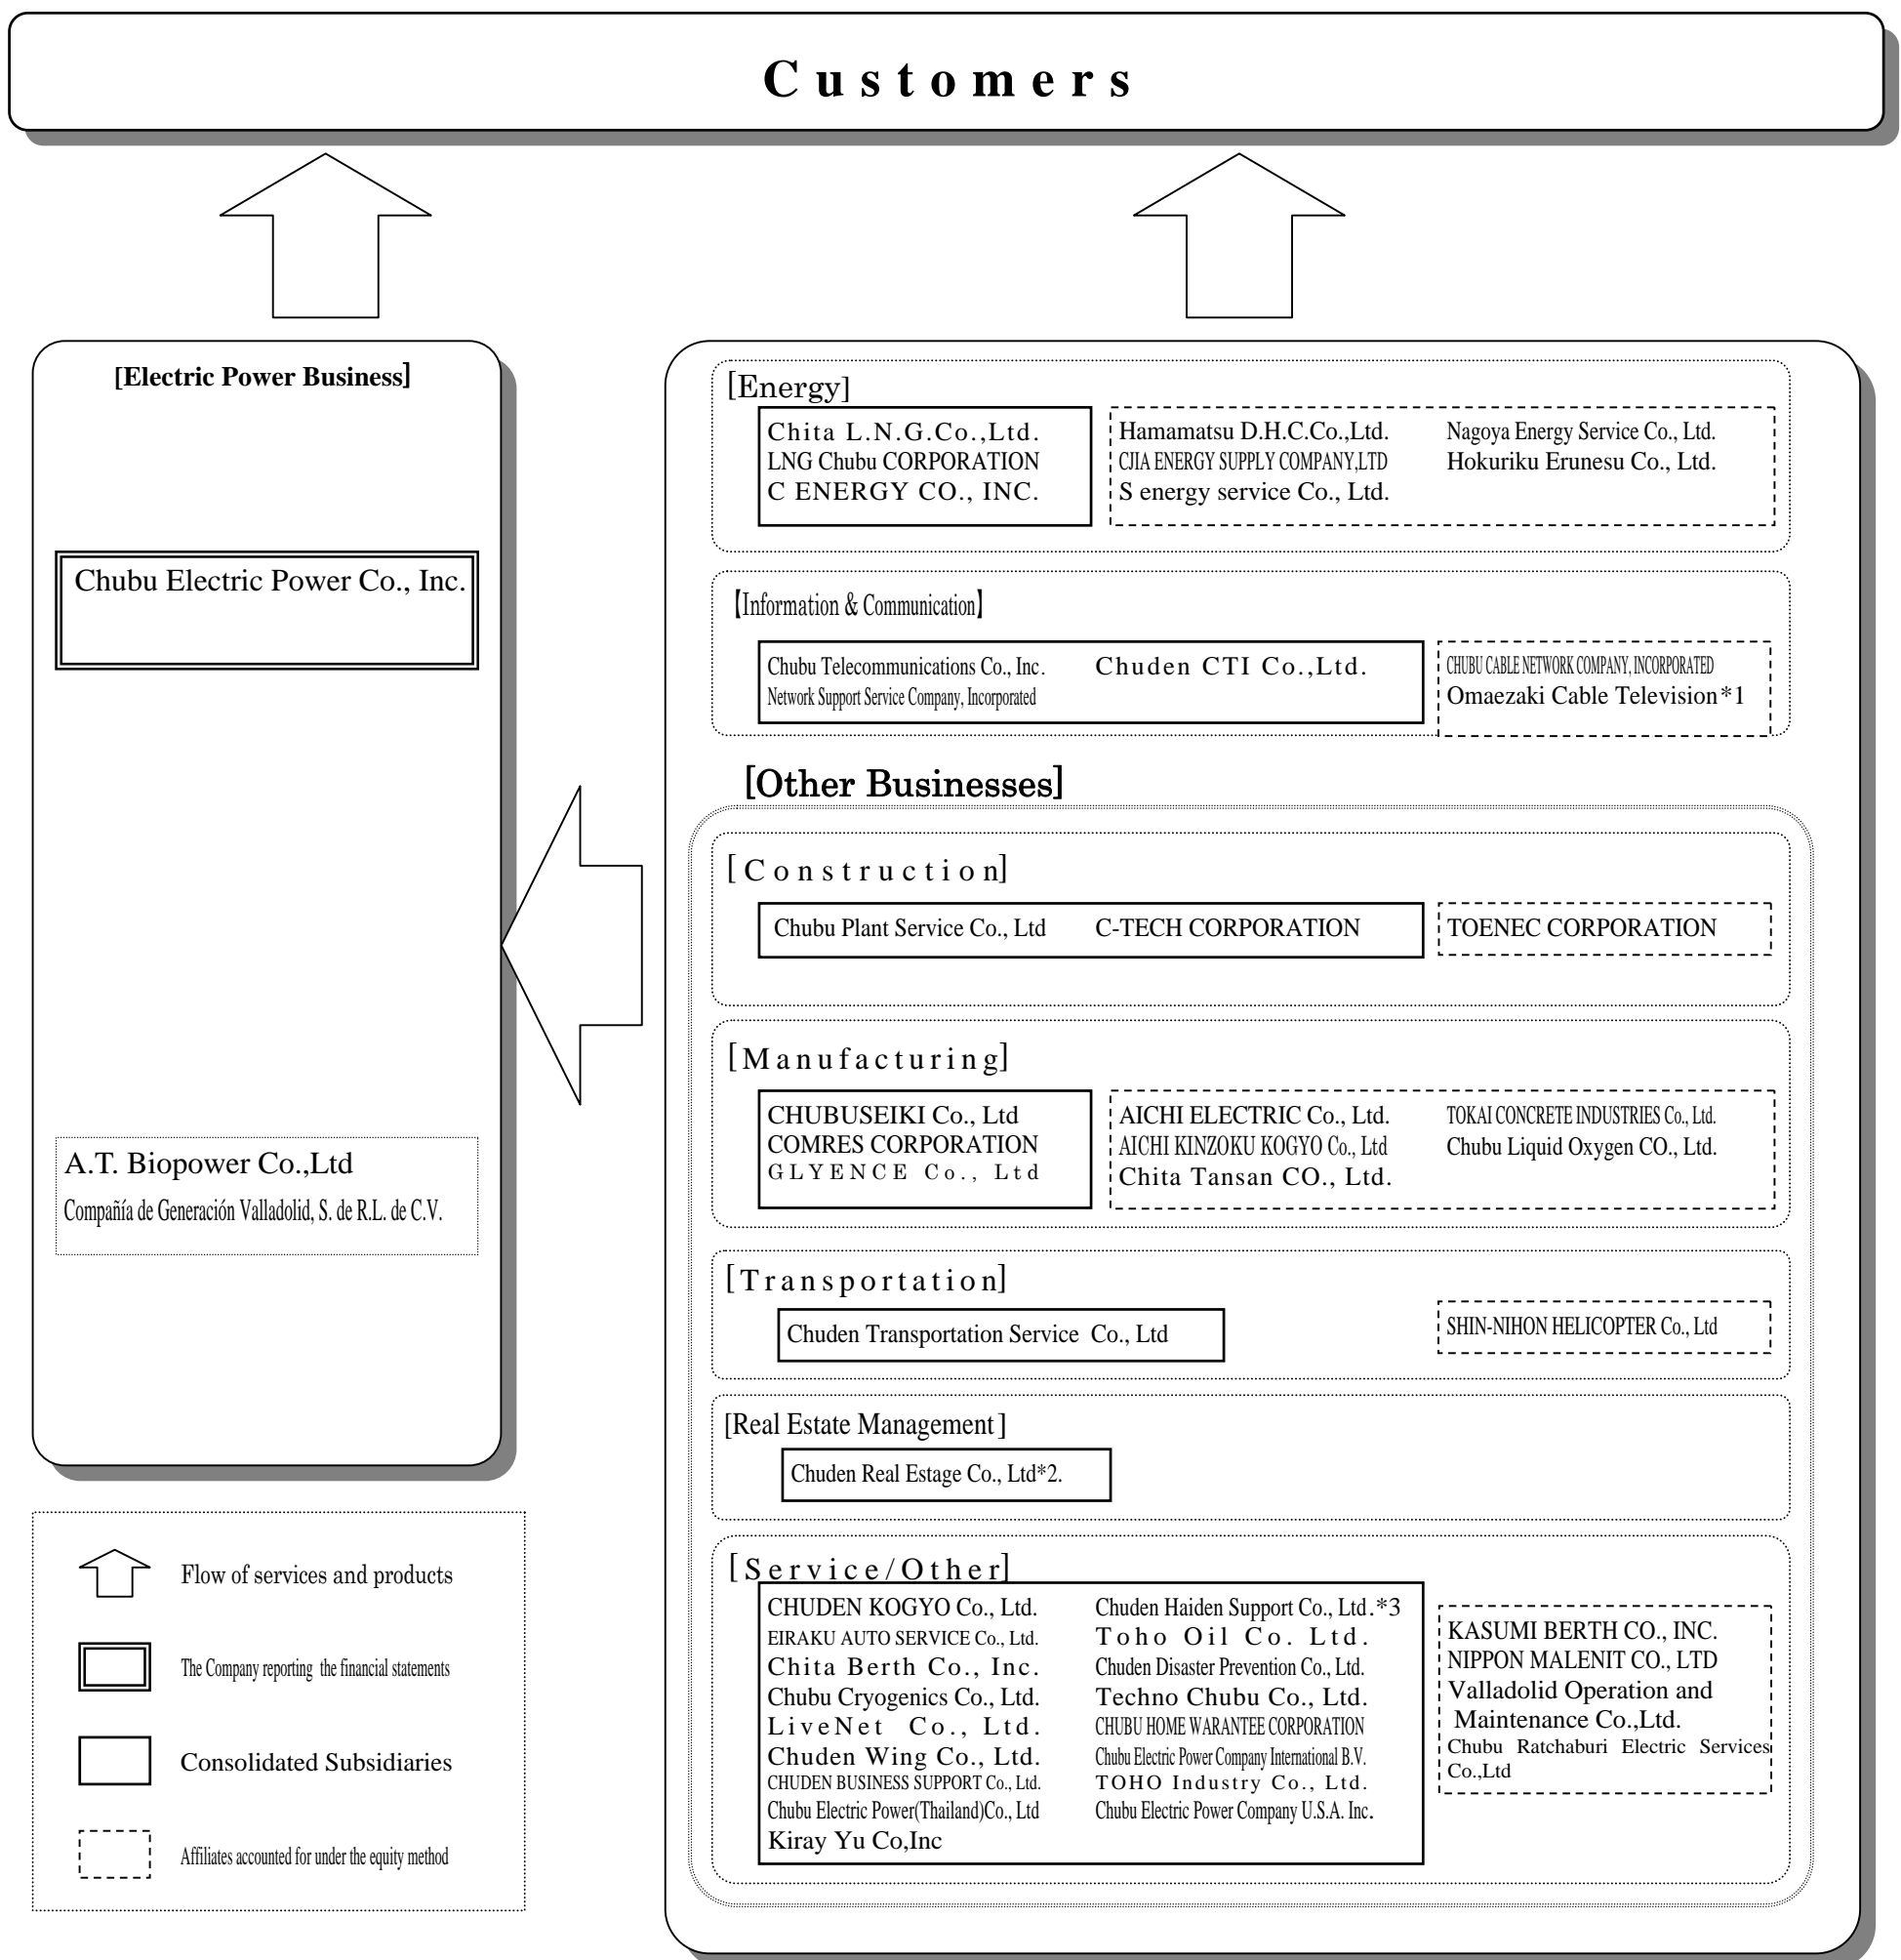 Customers
[Electric Power Business]
Chubu Electric Power Co., Inc.
A.T. Biopower Co.,Ltd
Compañía de Generación Valladolid, S. de R.L. de C.V.
Flow of services and products
The Company reporting the financial statements
Consolidated Subsidiaries
Affiliates accounted for under the equity method
[Energy]
Chita L.N.G.Co.,Ltd.
LNG Chubu CORPORATION
C ENERGY CO., INC.
Hamamatsu D.H.C.Co.,Ltd. Nagoya Energy Service Co., Ltd.
CJIA ENERGY SUPPLY COMPANY,LTD Hokuriku Erunesu Co., Ltd.
S energy service Co., Ltd.
【Information & Communication】
Chubu Telecommunications Co., Inc. Chuden CTI Co.,Ltd.
Network Support Service Company, Incorporated
CHUBU CABLE NETWORK COMPANY, INCORPORATED
Omaezaki Cable Television*1
[Other Businesses]
[Construction]
Chubu Plant Service Co., Ltd C-TECH CORPORATION
TOENEC CORPORATION
[Manufacturing]
CHUBUSEIKI Co., Ltd
COMRES CORPORATION
GLYENCE Co., Ltd
AICHI ELECTRIC Co., Ltd. TOKAI CONCRETE INDUSTRIES Co., Ltd.
AICHI KINZOKU KOGYO Co., Ltd Chubu Liquid Oxygen CO., Ltd.
Chita Tansan CO., Ltd.
[Transportation]
Chuden Transportation Service Co., Ltd
SHIN-NIHON HELICOPTER Co., Ltd
[Real Estate Management]
Chuden Real Estage Co., Ltd*2.
[Service/Other]
CHUDEN KOGYO Co., Ltd. Chuden Haiden Support Co., Ltd.*3
EIRAKU AUTO SERVICE Co., Ltd. Toho Oil Co. Ltd.
Chita Berth Co., Inc. Chuden Disaster Prevention Co., Ltd.
Chubu Cryogenics Co., Ltd. Techno Chubu Co., Ltd.
LiveNet Co., Ltd. CHUBU HOME WARANTEE CORPORATION
Chuden Wing Co., Ltd. Chubu Electric Power Company International B.V.
CHUDEN BUSINESS SUPPORT Co., Ltd. TOHO Industry Co., Ltd.
Chubu Electric Power(Thailand)Co., Ltd Chubu Electric Power Company U.S.A. Inc.
Kiray Yu Co,Inc
KASUMI BERTH CO., INC.
NIPPON MALENIT CO., LTD
Valladolid Operation and
Maintenance Co.,Ltd.
Chubu Ratchaburi Electric Services
Co.,Ltd